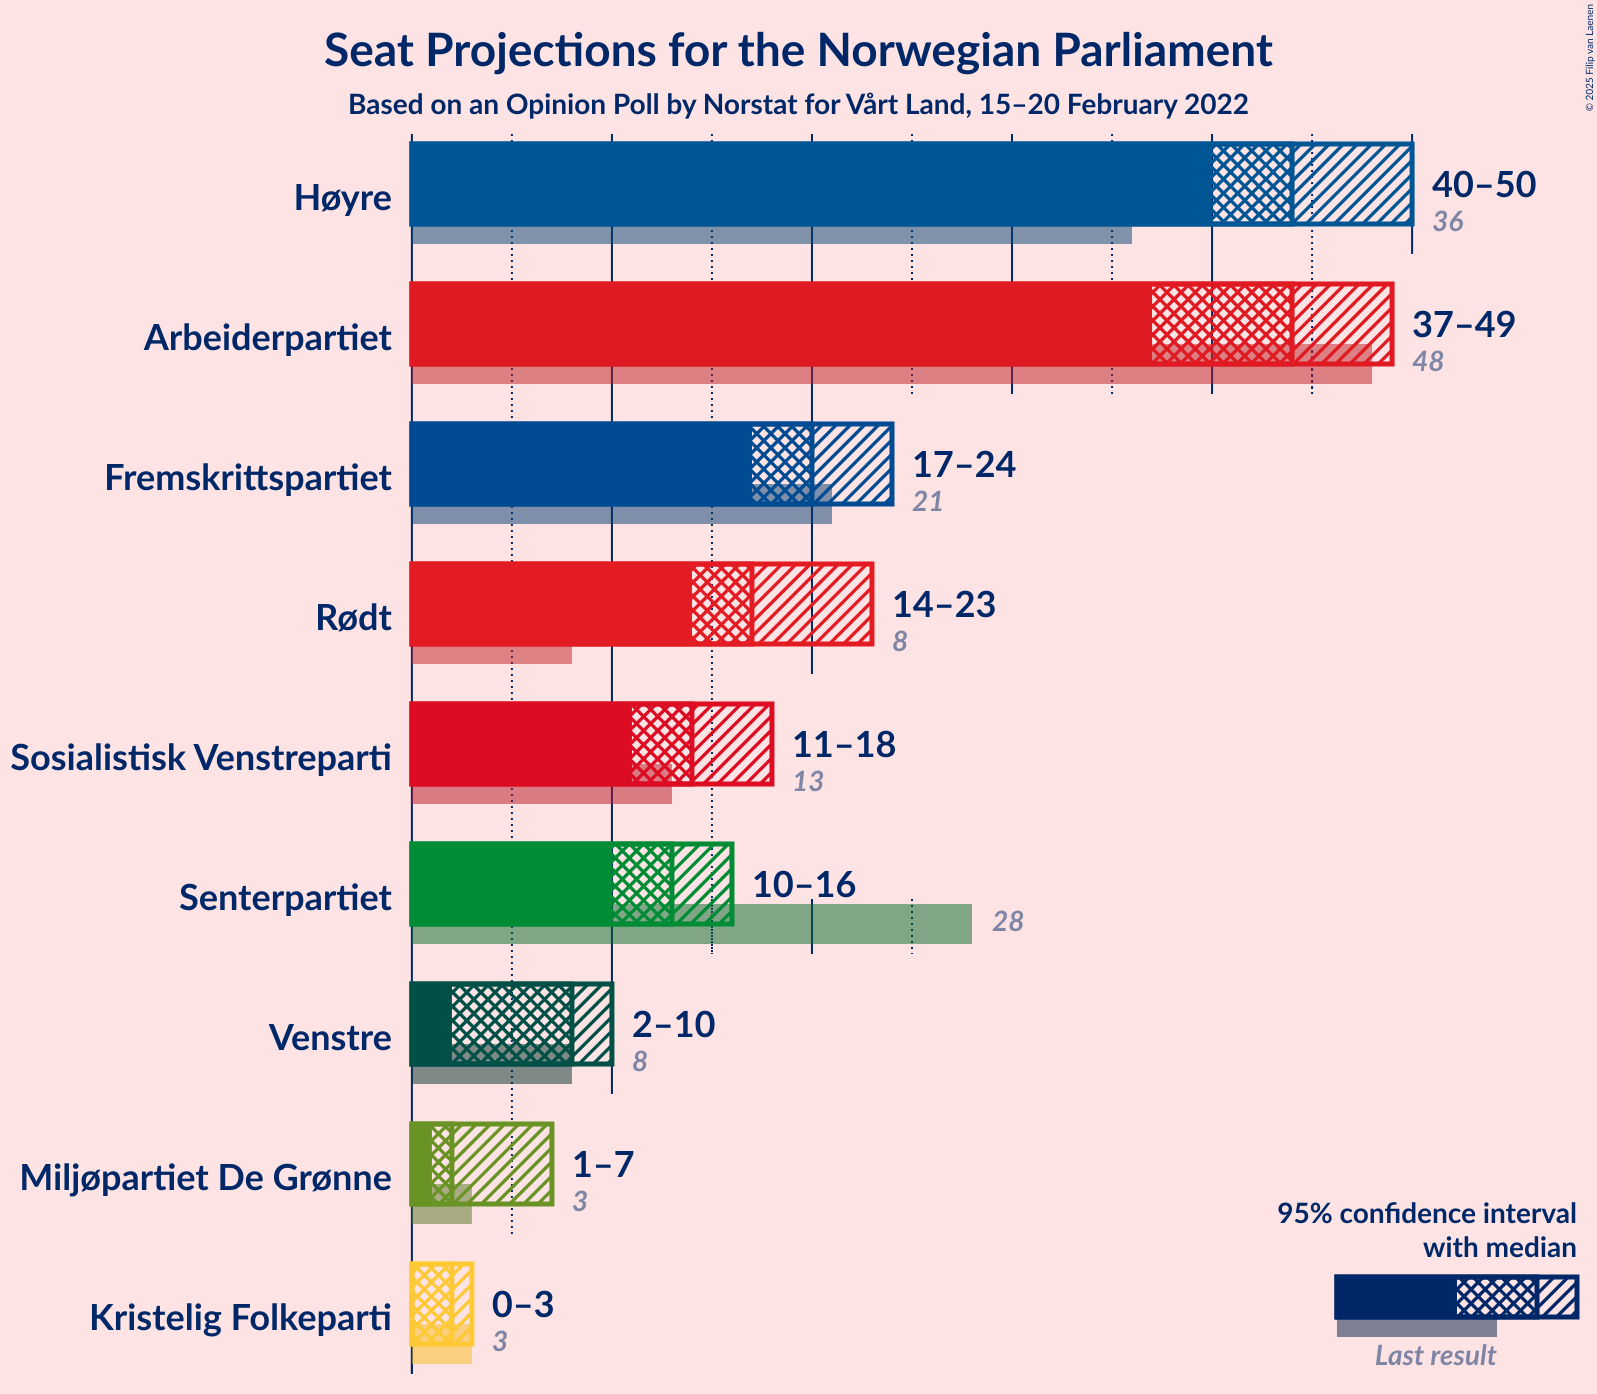 Seat Projections for the Norwegian Parliament
Based on an Opinion Poll by Norstat for Vårt Land, 15–20 February 2022
© 2025 Filip van Laenen
Høyre
40–50
36
Arbeiderpartiet
37–49
48
Fremskrittspartiet
17–24
21
Rødt
14–23
8
Sosialistisk Venstreparti
11–18
13
Senterpartiet
10–16
28
Venstre
2–10
8
Miljøpartiet De Grønne
1–7
3
Kristelig Folkeparti
0–3
3
95% confidence interval
with median
Last result